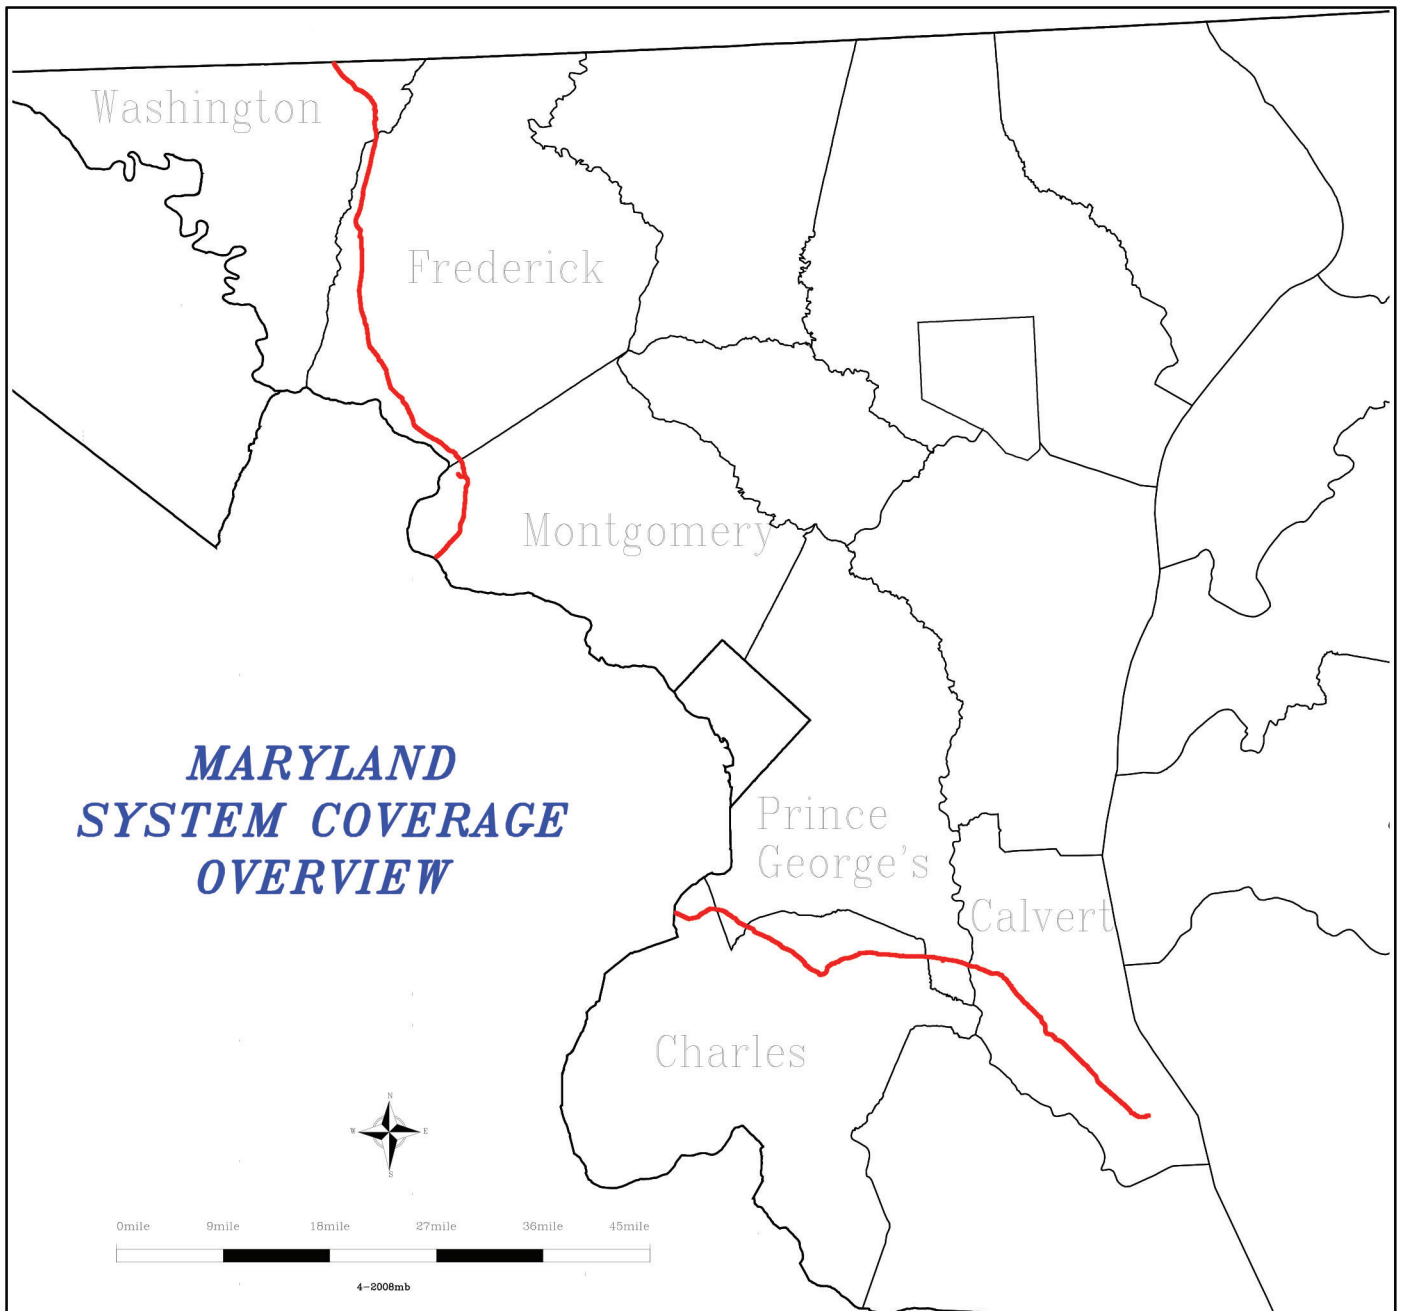 Washington
Frederick
Montgomery
MARYLAND
SYSTEM COVERAGE
OVERVIEW
Prince
George's
Calvert
Charles
N
W E
S
0mile 9mile 18mile 27mile 36mile 45mile
4-2008mb